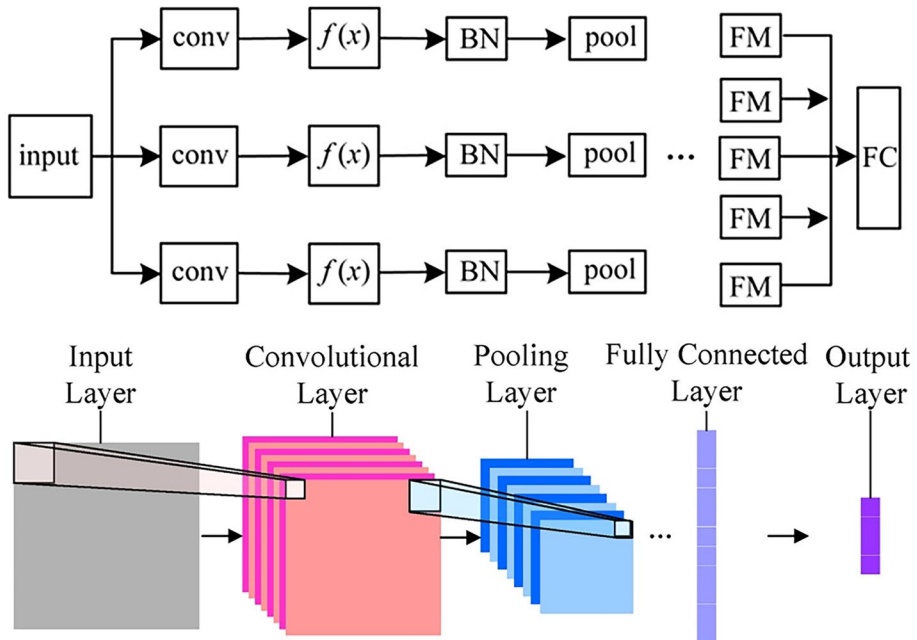 conv f(x) BN pool FM
FM
input conv f(x) BN pool ... FM FC
FM
conv f(x) BN pool FM
Input
Layer
Convolutional
Layer
Pooling
Layer
Fully Connected
Layer
Output
Layer
...